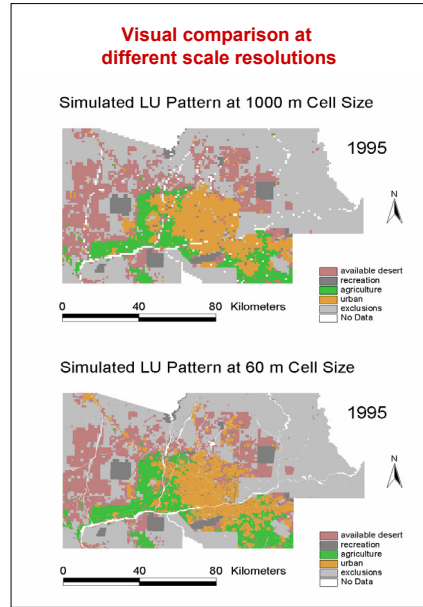 Visual comparison at
different scale resolutions
Simulated LU Pattern at 1000 m Cell Size
1995
N
available desert
recreation
agriculture
urban
exclusions
No Data
0 40 80 Kilometers
Simulated LU Pattern at 60 m Cell Size
1995
N
available desert
recreation
agriculture
urban
exclusions
No Data
0 40 80 Kilometers